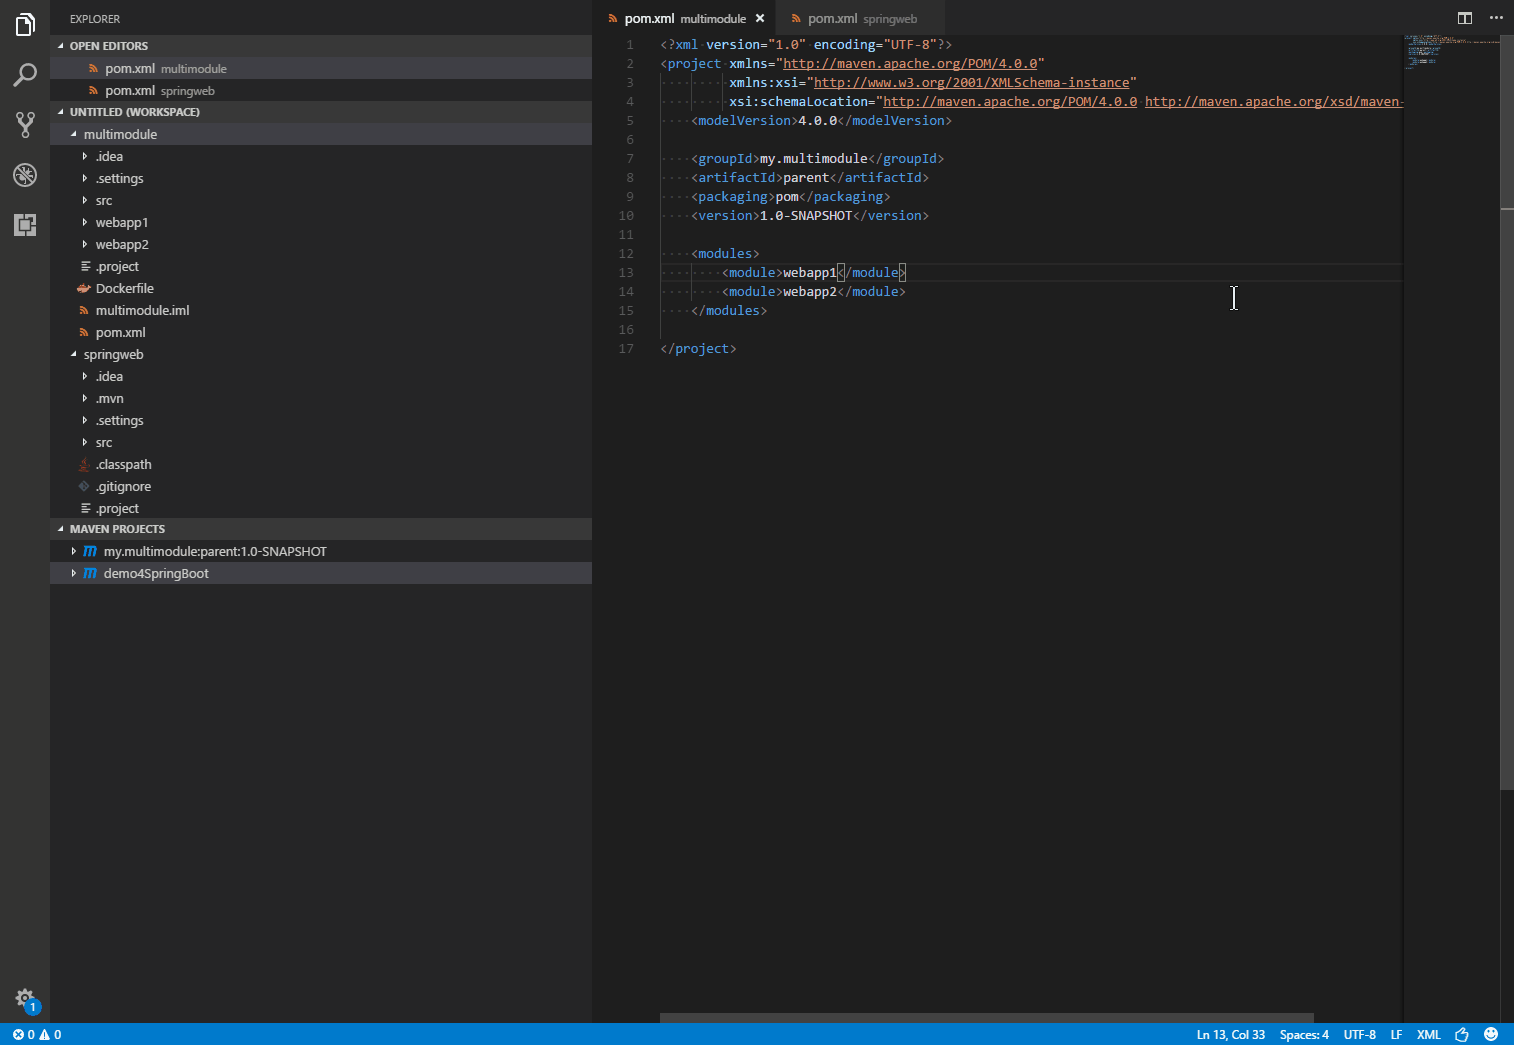 EXPLORER
OPEN EDITORS
pom.xml multimodule
pom.xml springweb
UNTITLED (WORKSPACE)
multimodule
.idea
.settings
src
webapp1
webapp2
.project
Dockerfile
multimodule.iml
pom.xml
springweb
.idea
.mvn
.settings
src
.classpath
.gitignore
.project
MAVEN PROJECTS
my.multimodule:parent:1.0-SNAPSHOT
demo4SpringBoot
1
pom.xml multimodule
pom.xml springweb
1 <?xml version="1.0" encoding="UTF-8"?>
2 <project xmlns="http://maven.apache.org/POM/4.0.0"
3 xmlns:xsi="http://www.w3.org/2001/XMLSchema-instance"
4 xsi:schemaLocation="http://maven.apache.org/POM/4.0.0 http://maven.apache.org/xsd/maven-
5 <modelVersion>4.0.0</modelVersion>
6
7 <groupId>my.multimodule</groupId>
8 <artifactId>parent</artifactId>
9 <packaging>pom</packaging>
10 <version>1.0-SNAPSHOT</version>
11
12 <modules>
13 <module>webapp1</module>
14 <module>webapp2</module>
15 </modules>
16
17 </project>
0 0
Ln 13, Col 33 Spaces: 4 UTF-8 LF XML